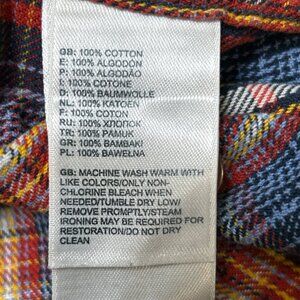 GB: 100% COTTON
E: 100% ALGODON
P: 100% ALGODÃO
I: 100% COTONE
D: 100% BAUMWOLLE
NL: 100% KATOEN
F: 100% COTON
RU: 100% ХЛОПОК
TR: 100% PAMUK
GR: 100% BAMBAKI
PL: 100% BAWEŁNA
GB: MACHINE WASH WARM WITH
LIKE COLORS/ONLY NON-
CHLORINE BLEACH WHEN
NEEDED/TUMBLE DRY LOW/
REMOVE PROMPTLY/STEAM
IRONING MAY BE REQUIRED FOR
RESTORATION/DO NOT DRY
CLEAN